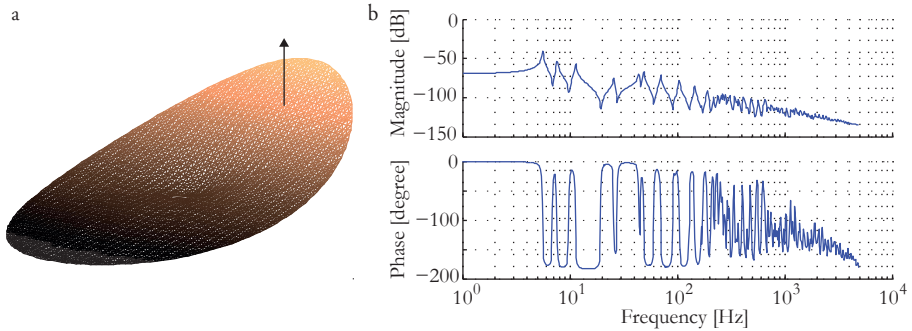 a
b
Magnitude [dB]
0
−50
−100
−150
Phase [degree]
0
−100
−200
10^0
10^1
10^2
10^3
10^4
Frequency [Hz]